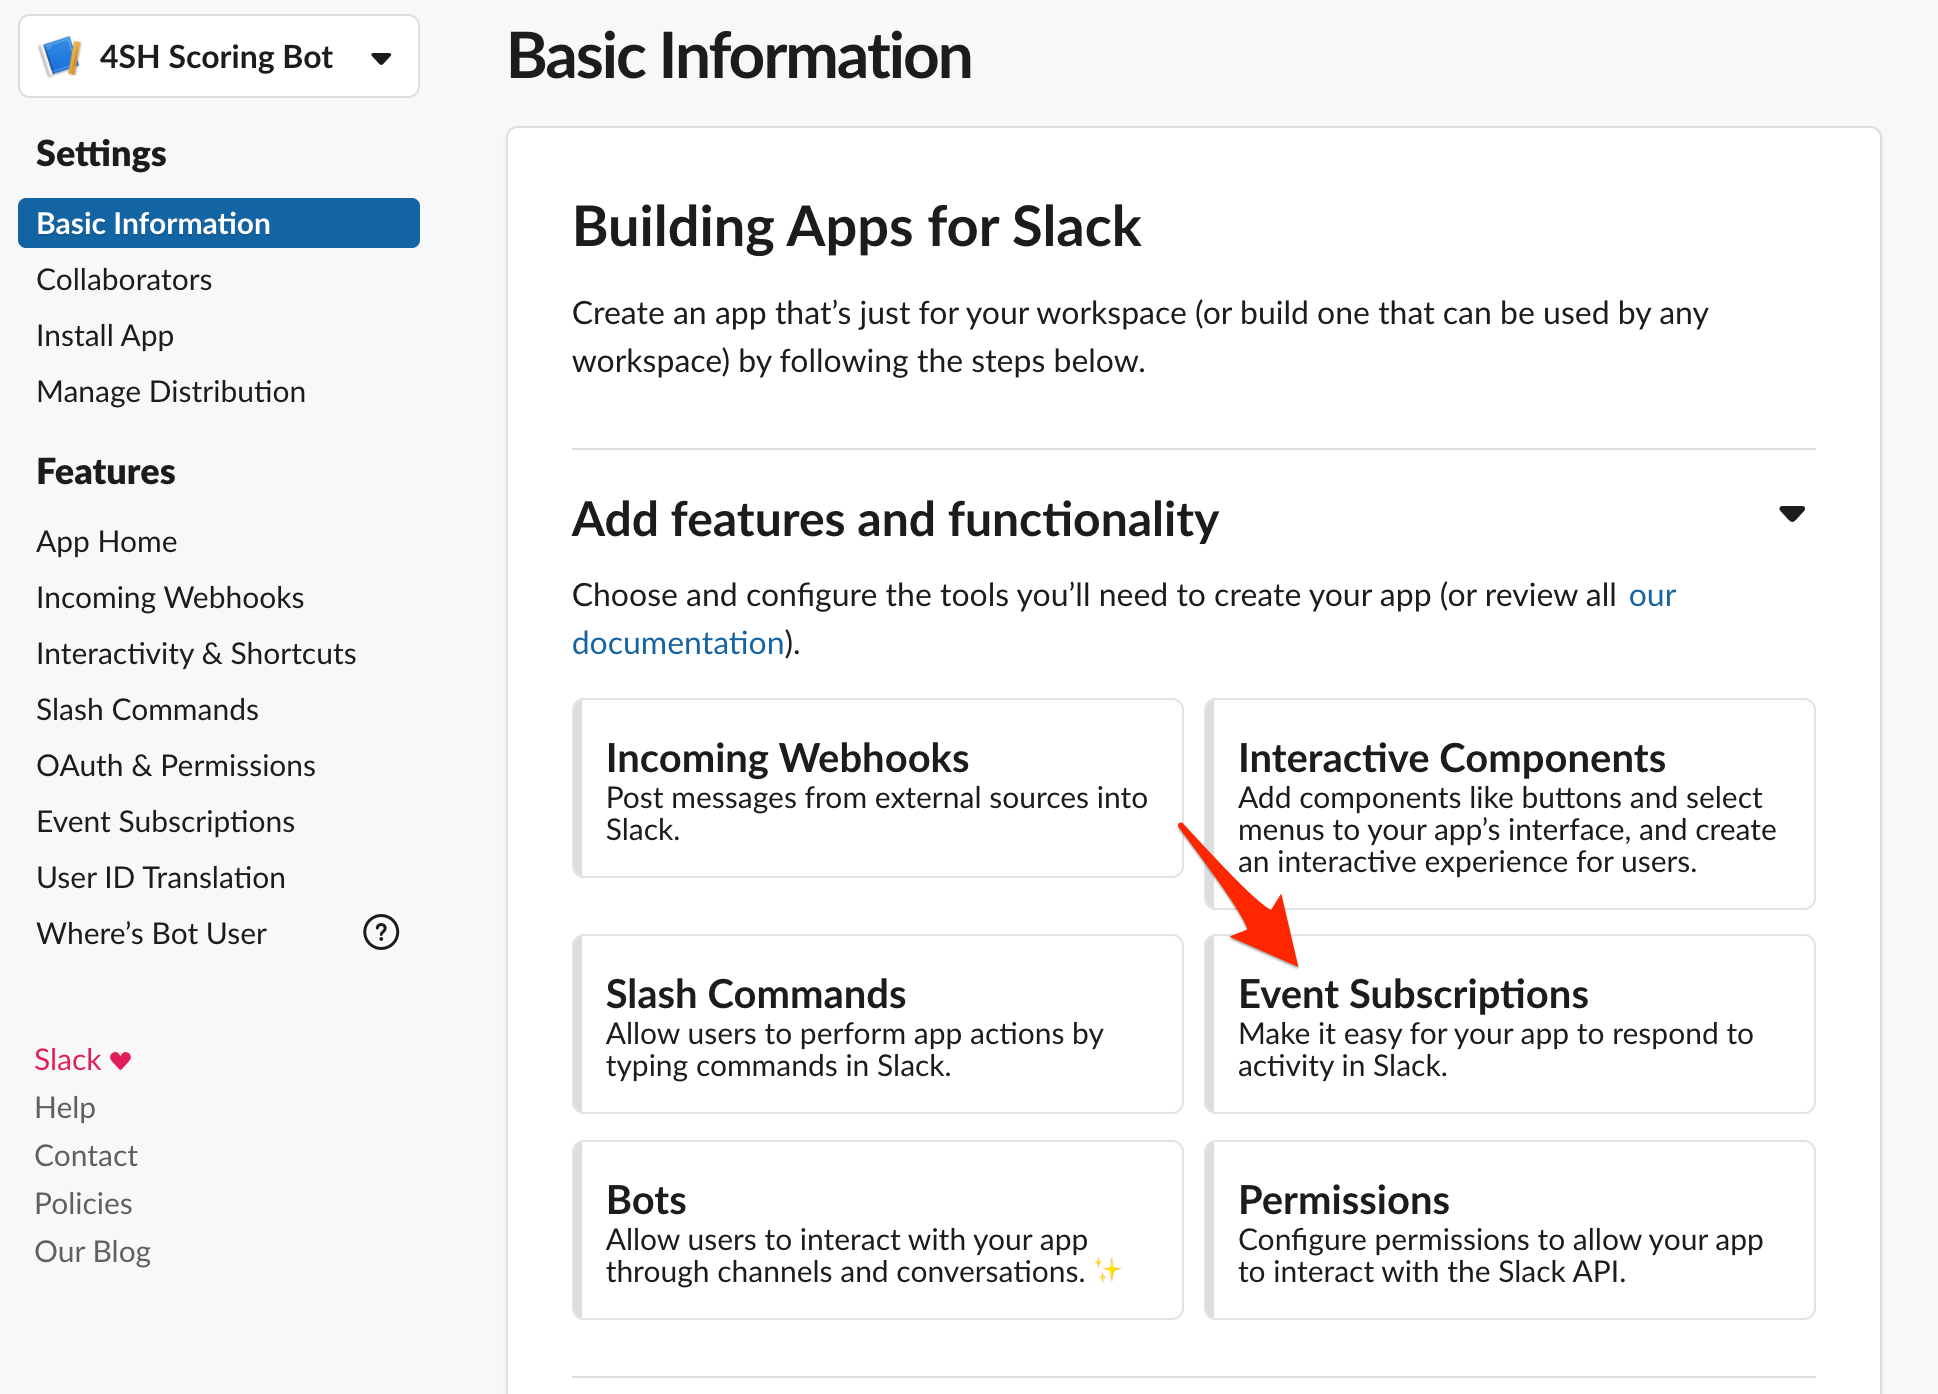 4SH Scoring Bot
Settings
Basic Information
Collaborators
Install App
Manage Distribution
Features
App Home
Incoming Webhooks
Interactivity & Shortcuts
Slash Commands
OAuth & Permissions
Event Subscriptions
User ID Translation
Where’s Bot User
?
Slack ♥
Help
Contact
Policies
Our Blog
Basic Information
Building Apps for Slack
Create an app that’s just for your workspace (or build one that can be used by any
workspace) by following the steps below.
Add features and functionality
Choose and configure the tools you’ll need to create your app (or review all our
documentation).
Incoming Webhooks
Post messages from external sources into
Slack.
Interactive Components
Add components like buttons and select
menus to your app’s interface, and create
an interactive experience for users.
Slash Commands
Allow users to perform app actions by
typing commands in Slack.
Event Subscriptions
Make it easy for your app to respond to
activity in Slack.
Bots
Allow users to interact with your app
through channels and conversations. ✨
Permissions
Configure permissions to allow your app
to interact with the Slack API.